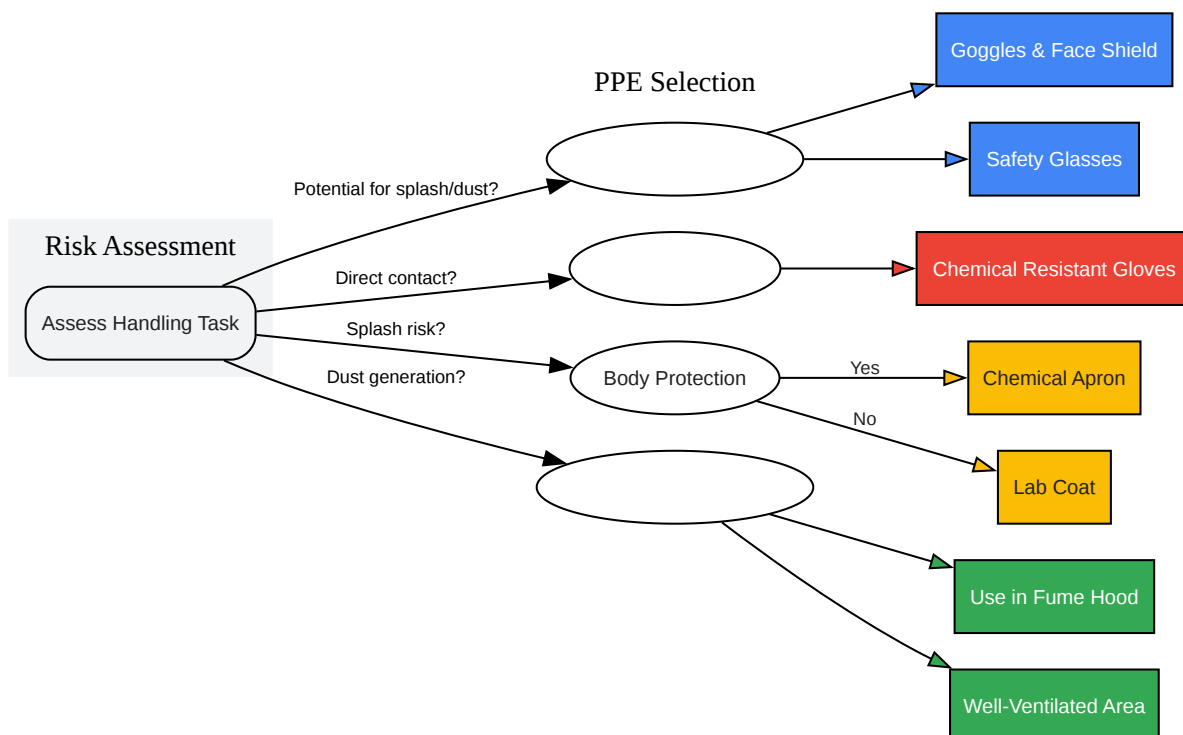 Goggles & Face Shield
PPE Selection
Safety Glasses
Potential for splash/dust?
Risk Assessment
Direct contact?
Chemical Resistant Gloves
Assess Handling Task
Splash risk?
Dust generation?
Body Protection
Yes
Chemical Apron
No
Lab Coat
Use in Fume Hood
Well-Ventilated Area